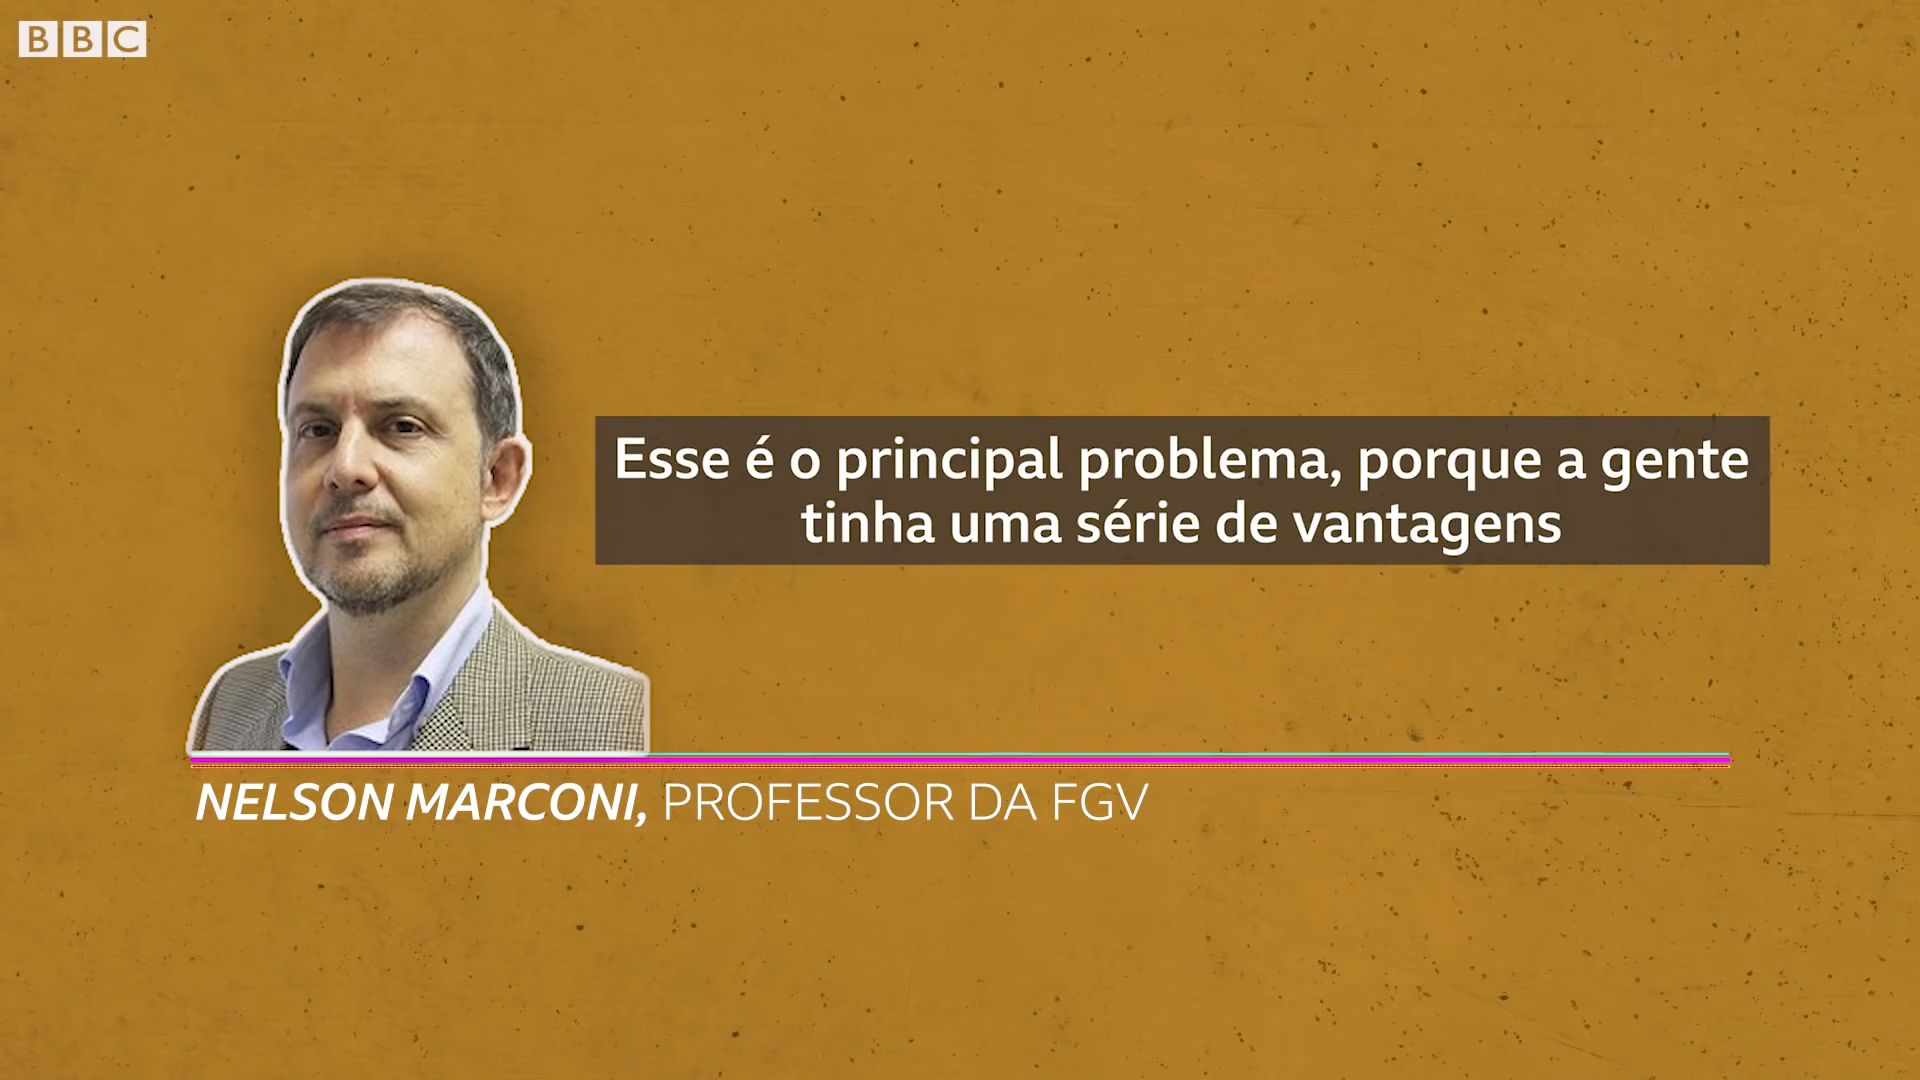 BBC
Esse é o principal problema, porque a gente
tinha uma série de vantagens
NELSON MARCONI, PROFESSOR DA FGV